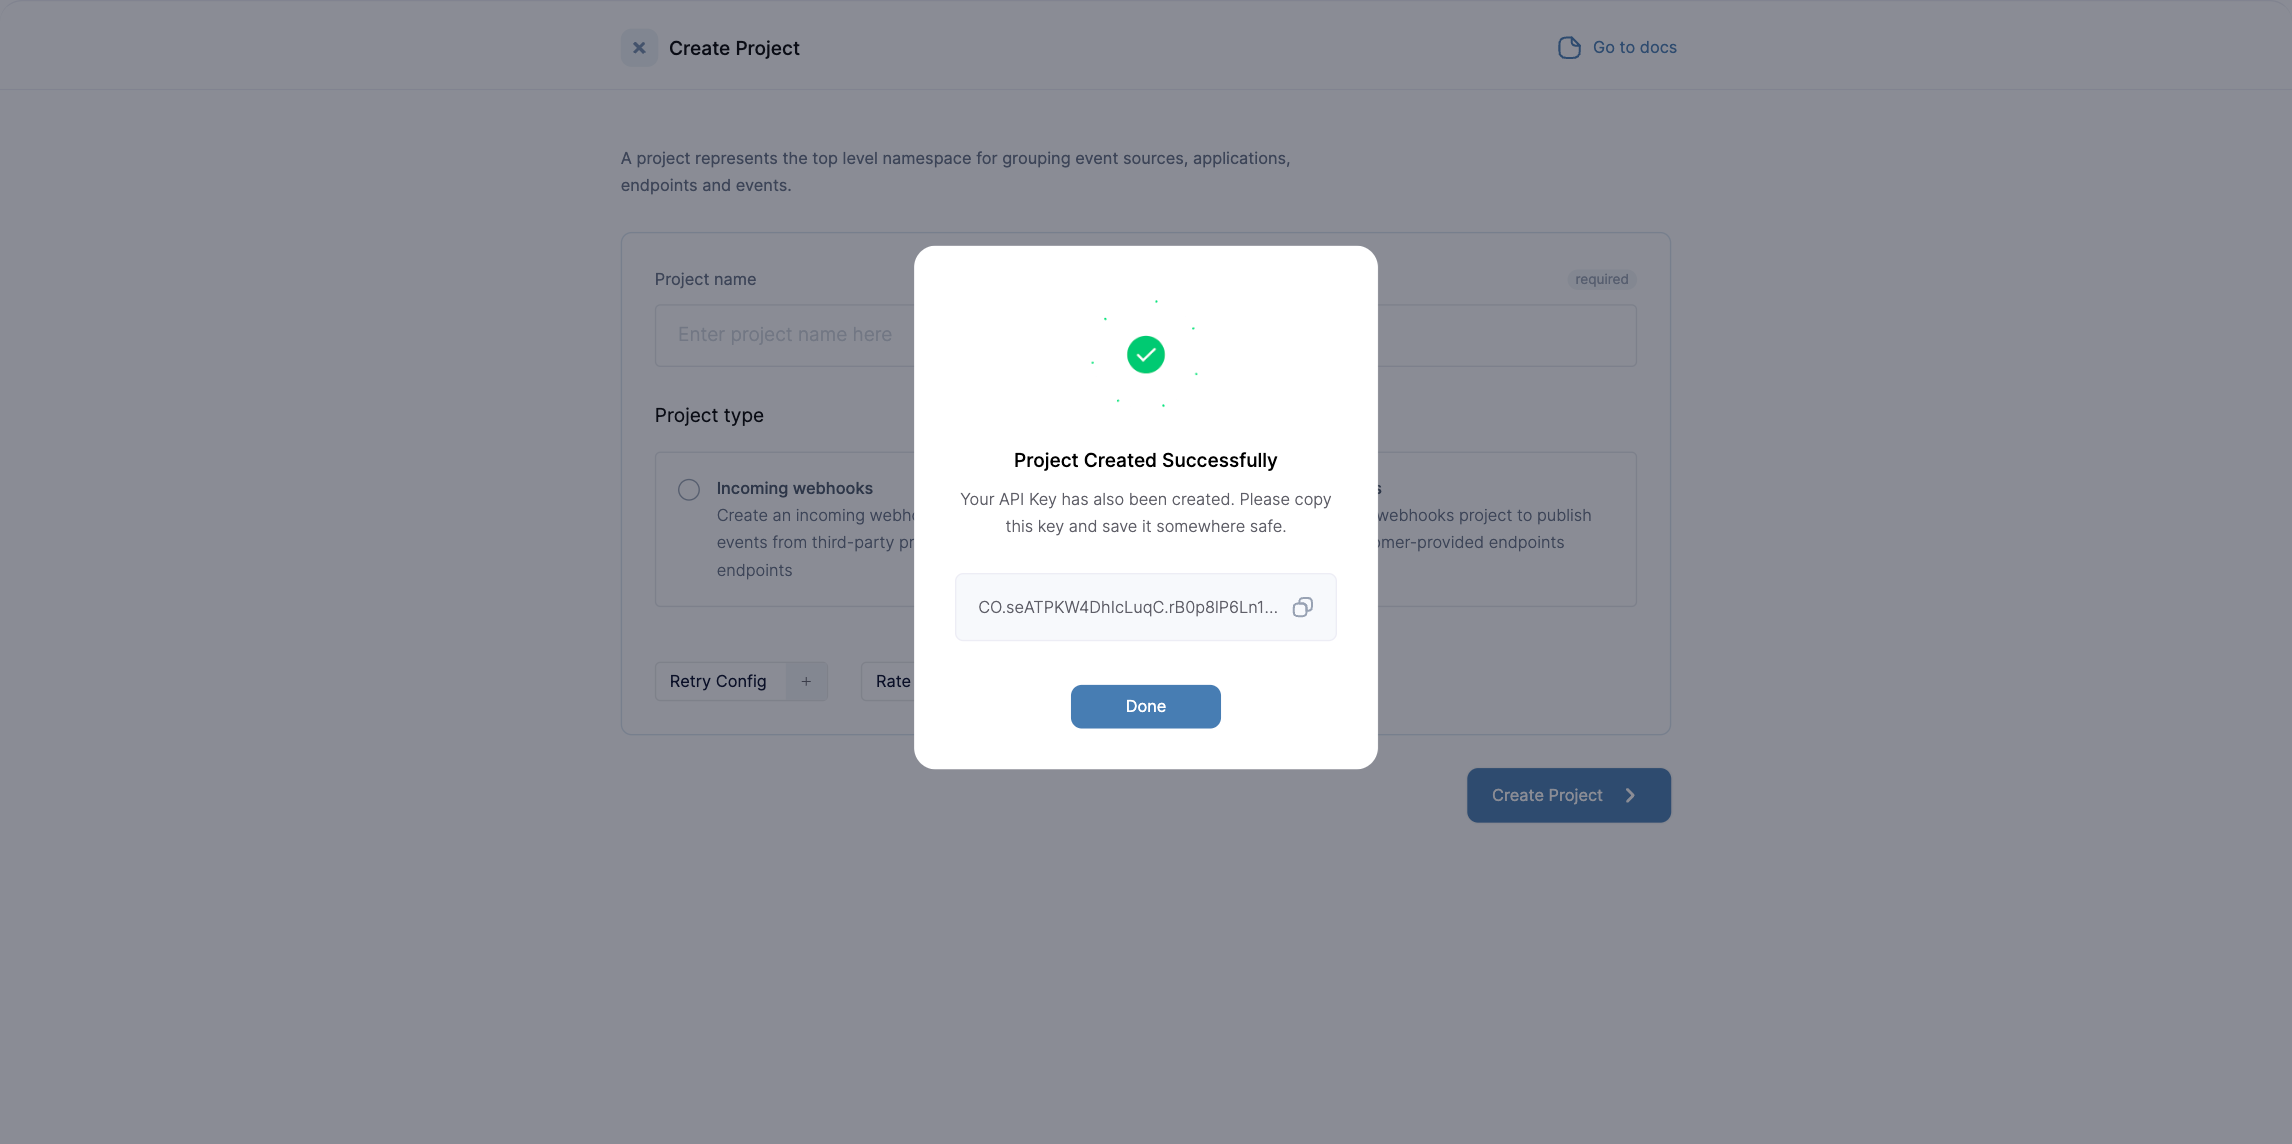 Create Project
Go to docs
A project represents the top level namespace for grouping event sources, applications,
endpoints and events.
Project name
required
Enter project name here
Project type
Incoming webhooks
Create an incoming webho
events from third-party pr
endpoints
s
webhooks project to publish
omer-provided endpoints
Retry Config +
Rate
Project Created Successfully
Your API Key has also been created. Please copy
this key and save it somewhere safe.
CO.seATPKW4DhIcLuqC.rB0p8IP6Ln1...
Done
Create Project